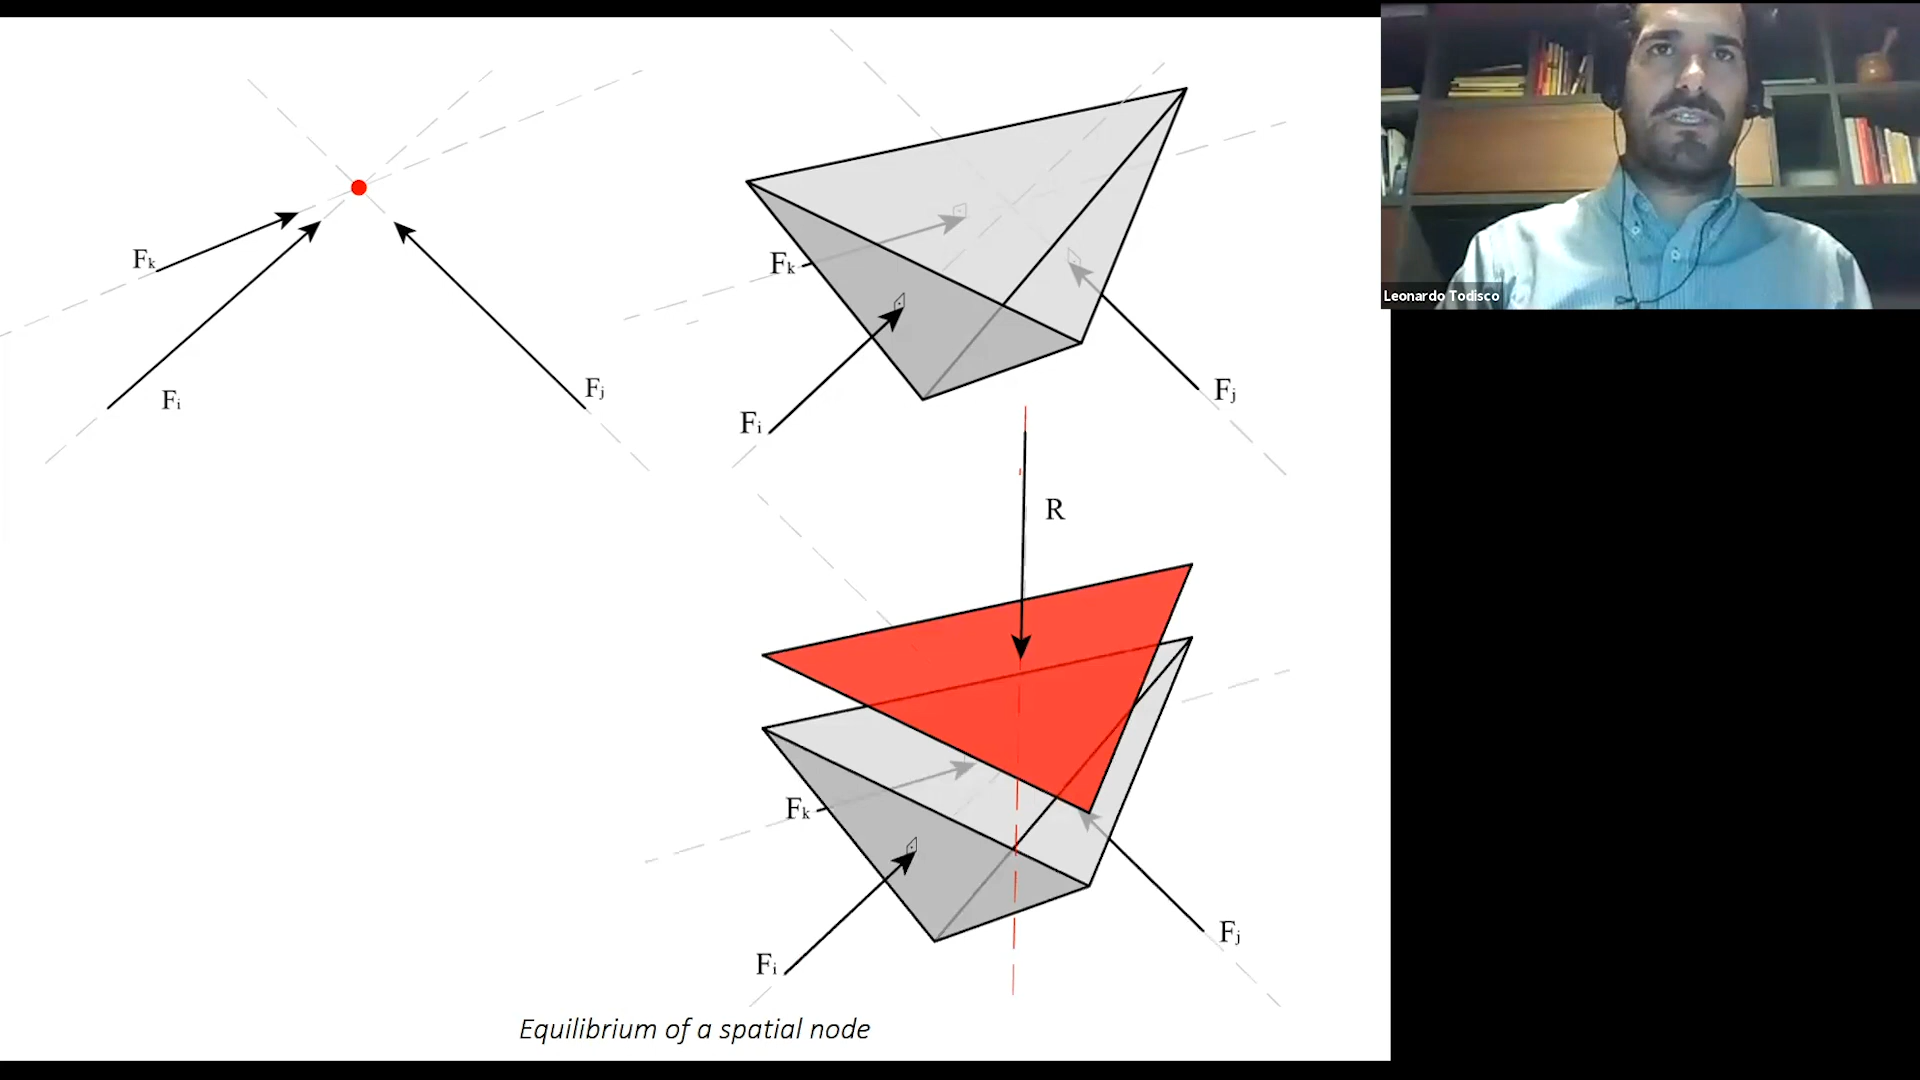 Fk
Fi
Fj
Fk
Fi
Fj
R
Fk
Fi
Fj
Equilibrium of a spatial node
Leonardo Todisco